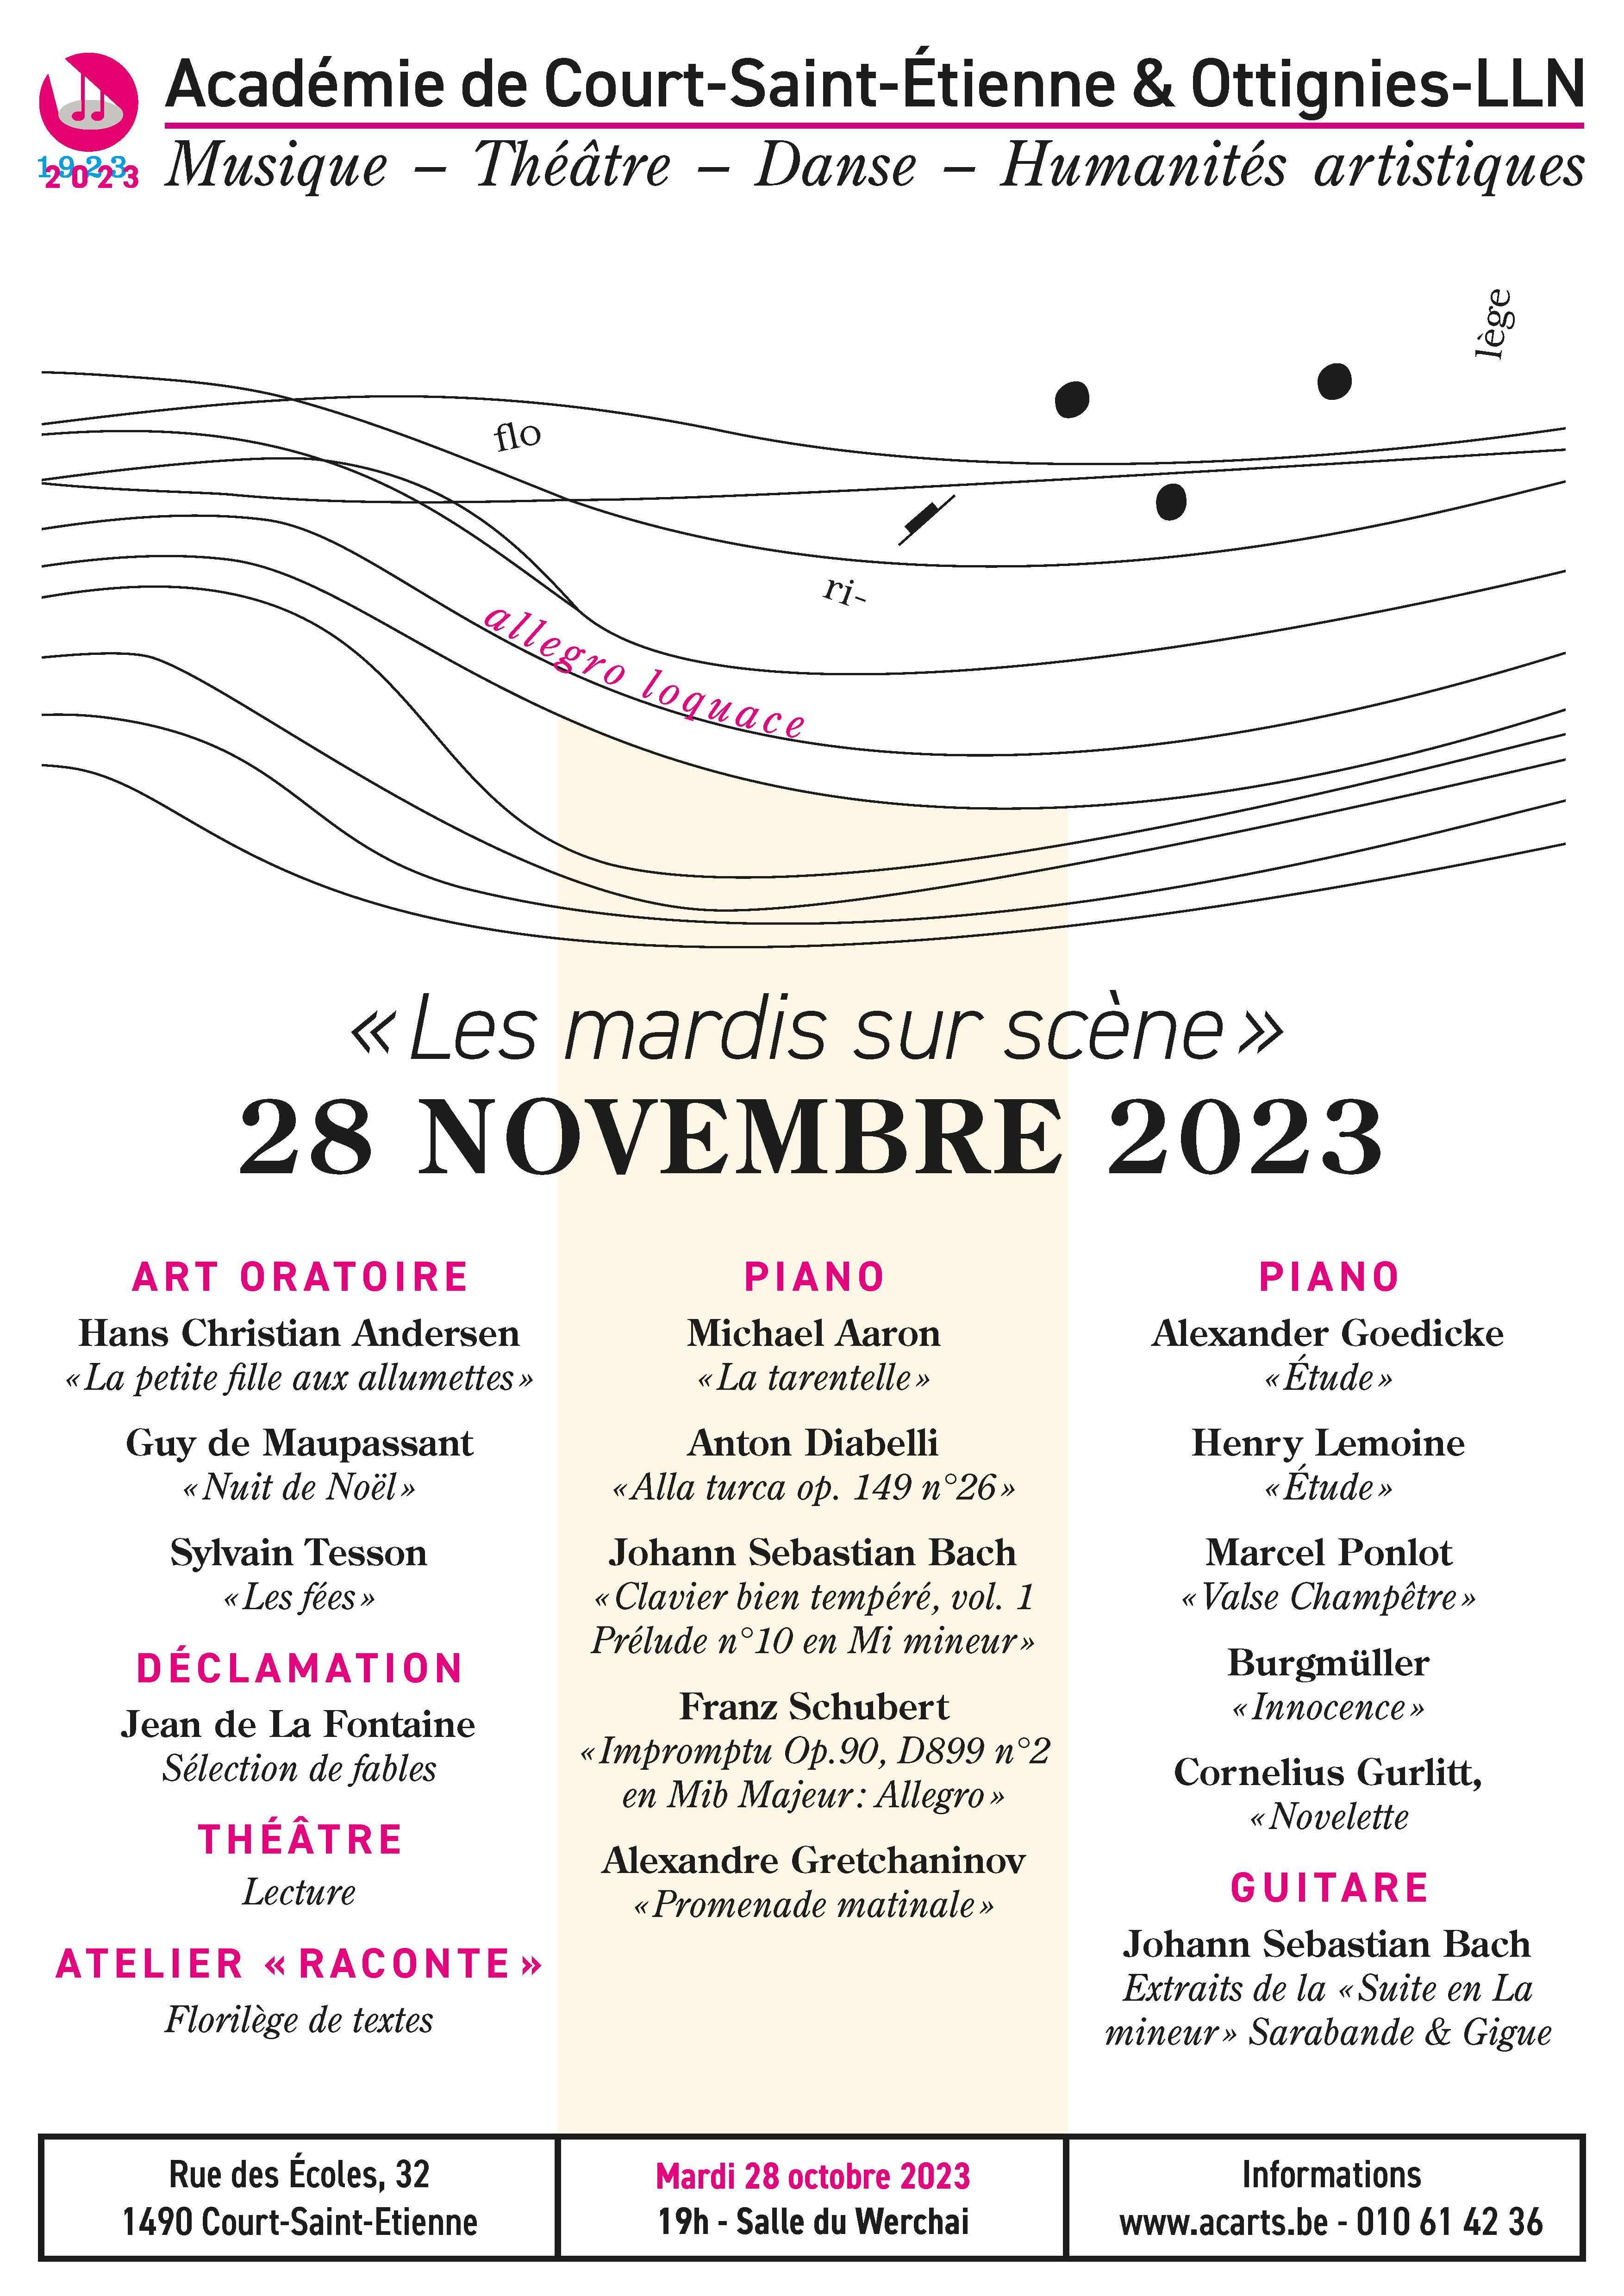 Académie de Court-Saint-Étienne & Ottignies-LLN
Musique – Théâtre – Danse – Humanités artistiques
1923
2023
flo
ri-
lège
allegro loquace
« Les mardis sur scène »
28 NOVEMBRE 2023
ART ORATOIRE
Hans Christian Andersen
« La petite fille aux allumettes »
Guy de Maupassant
« Nuit de Noël »
Sylvain Tesson
« Les fées »
DÉCLAMATION
Jean de La Fontaine
Sélection de fables
THÉÂTRE
Lecture
ATELIER « RACONTE »
Florilège de textes
PIANO
Michael Aaron
« La tarentelle »
Anton Diabelli
« Alla turca op. 149 n°26 »
Johann Sebastian Bach
« Clavier bien tempéré, vol. 1
Prélude n°10 en Mi mineur »
Franz Schubert
« Impromptu Op.90, D899 n°2
en Mib Majeur : Allegro »
Alexandre Gretchaninov
« Promenade matinale »
PIANO
Alexander Goedicke
« Étude »
Henry Lemoine
« Étude »
Marcel Ponlot
« Valse Champêtre »
Burgmüller
« Innocence »
Cornelius Gurlitt,
« Novelette
GUITARE
Johann Sebastian Bach
Extraits de la « Suite en La
mineur » Sarabande & Gigue
Rue des Écoles, 32
1490 Court-Saint-Etienne
Mardi 28 octobre 2023
19h - Salle du Werchai
Informations
www.acarts.be - 010 61 42 36